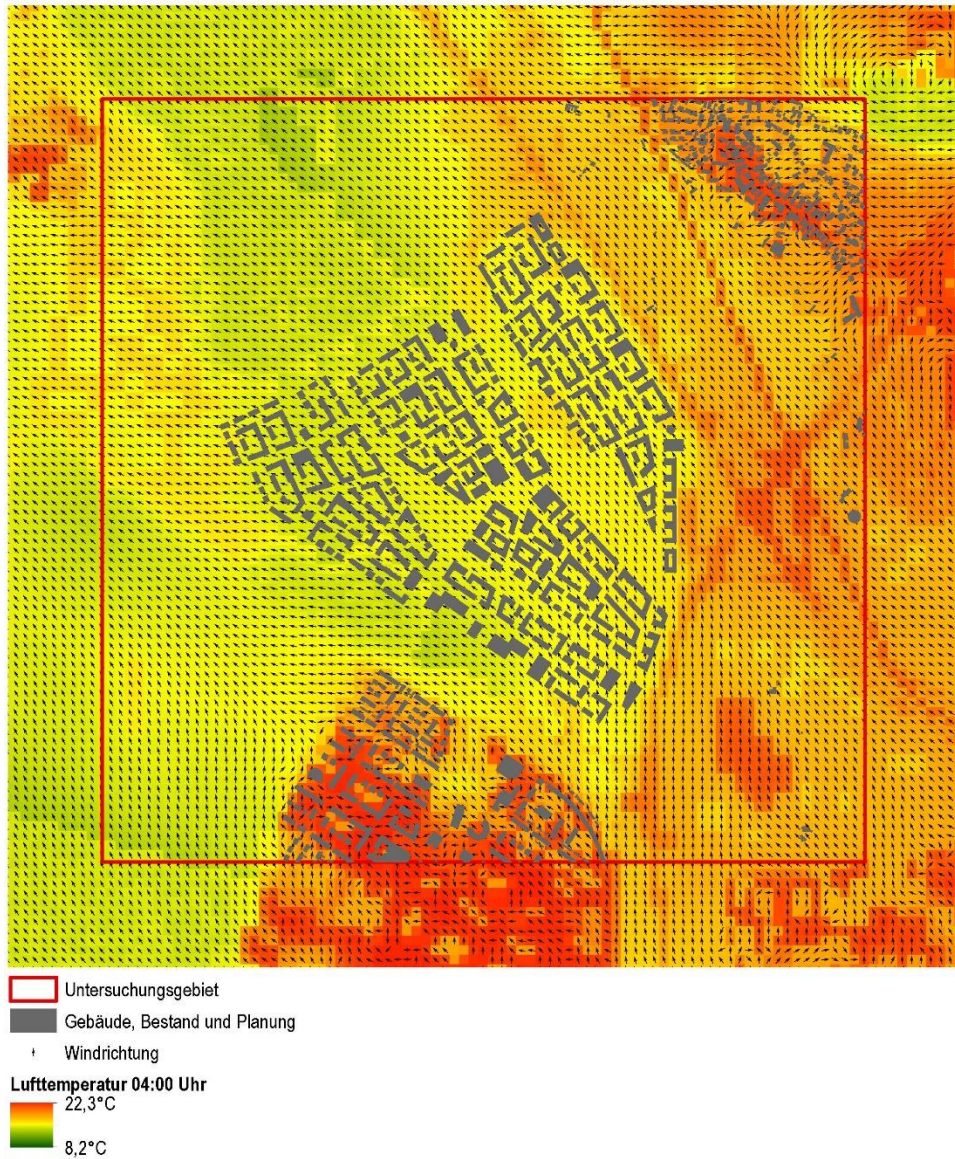 Untersuchungsgebiet
Gebäude, Bestand und Planung
Windrichtung
Lufttemperatur 04:00 Uhr
22,3°C
8,2°C